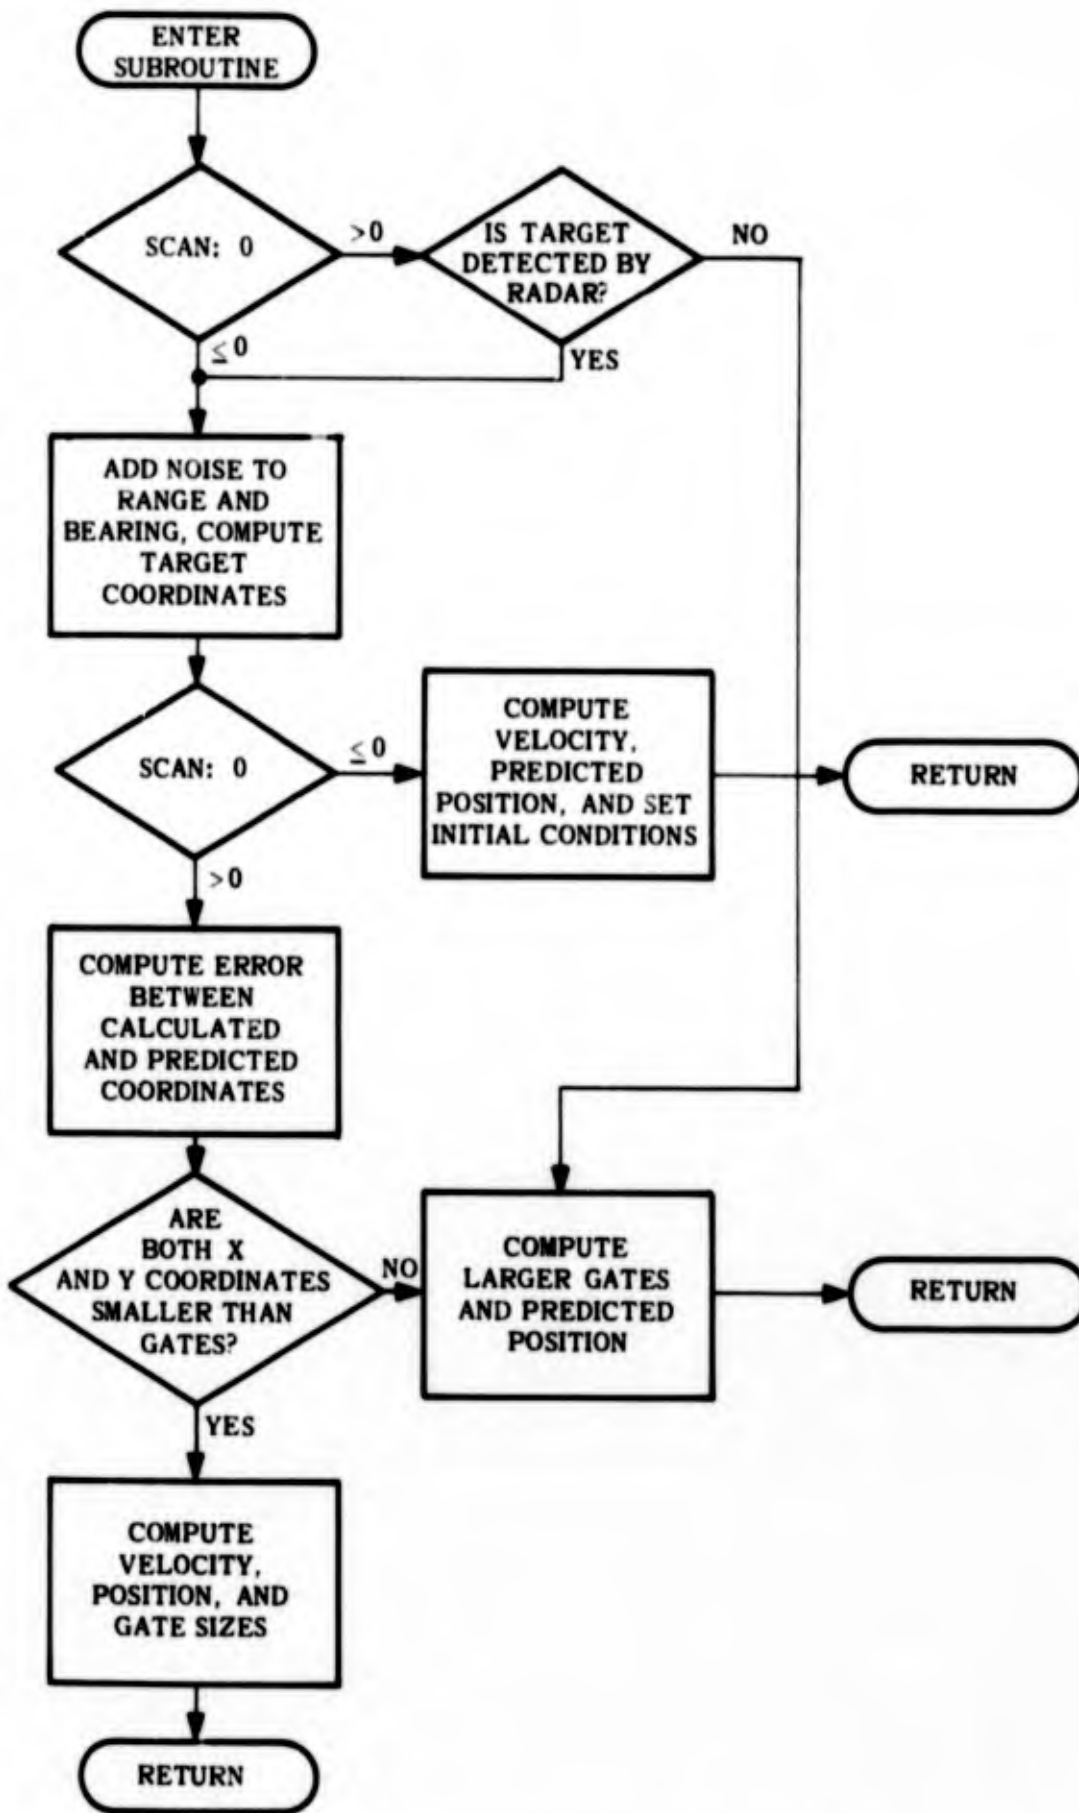 ENTER
SUBROUTINE
SCAN: 0
>0
IS TARGET
DETECTED BY
RADAR?
NO
≤0
YES
ADD NOISE TO
RANGE AND
BEARING, COMPUTE
TARGET
COORDINATES
SCAN: 0
≤0
COMPUTE
VELOCITY,
PREDICTED
POSITION, AND SET
INITIAL CONDITIONS
RETURN
>0
COMPUTE ERROR
BETWEEN
CALCULATED
AND PREDICTED
COORDINATES
ARE
BOTH X
AND Y COORDINATES
SMALLER THAN
GATES?
NO
COMPUTE
LARGER GATES
AND PREDICTED
POSITION
RETURN
YES
COMPUTE
VELOCITY,
POSITION, AND
GATE SIZES
RETURN